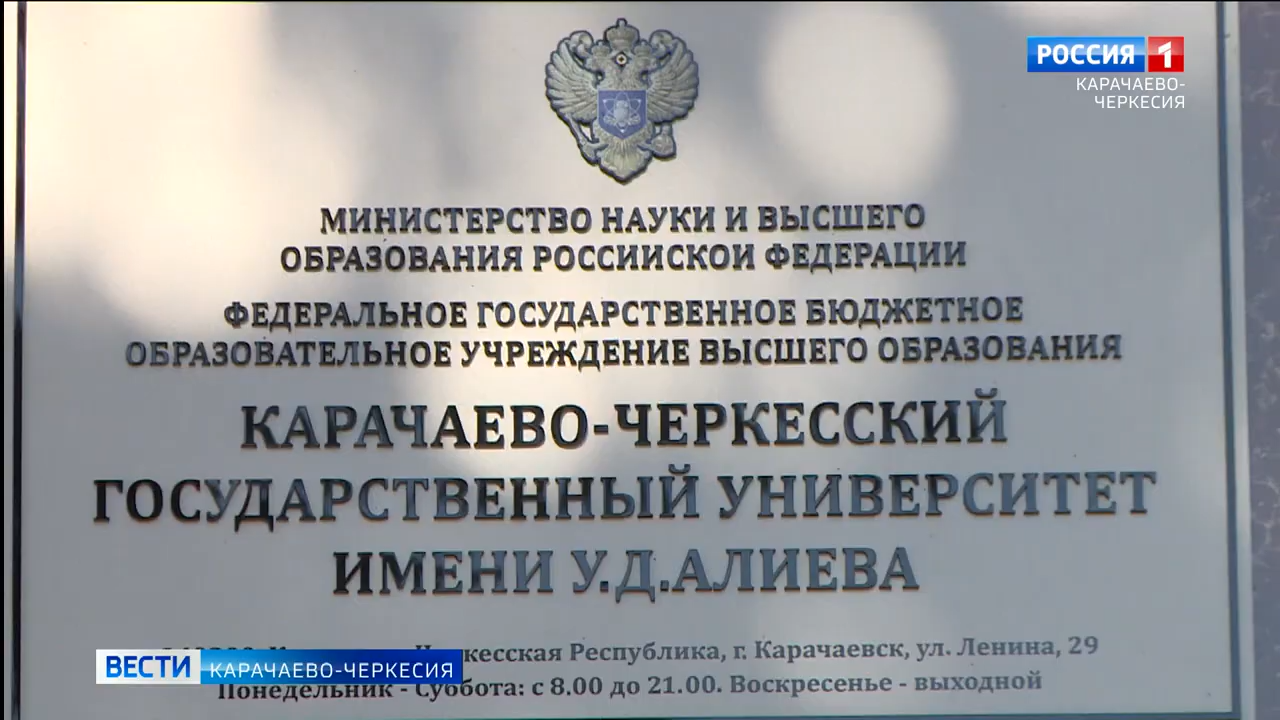 РОССИЯ 1
КАРАЧАЕВО-
ЧЕРКЕСИЯ
МИНИСТЕРСТВО НАУКИ И ВЫСШЕГО
ОБРАЗОВАНИЯ РОССИИСКОИ ФЕДЕРАЦИИ
ФЕДЕРАЛЬНОЕ ГОСУДАРСТВЕННОЕ БЮДЖЕТНОЕ
ОБРАЗОВАТЕЛЬНОЕ УЧРЕЖДЕНИЕ ВЫСШЕГО ОБРАЗОВАНИЯ
КАРАЧАЕВО-ЧЕРКЕССКИЙ
ГОСУДАРСТВЕННЫЙ УНИВЕРСИТЕТ
ИМЕНИ У.Д.АЛИЕВА
Республика, г. Карачаевск, ул. Ленина, 29
ВЕСТИ КАРАЧАЕВО-ЧЕРКЕСИЯ
Понедельник - Суббота: с 8.00 до 21.00. Воскресенье - выходной